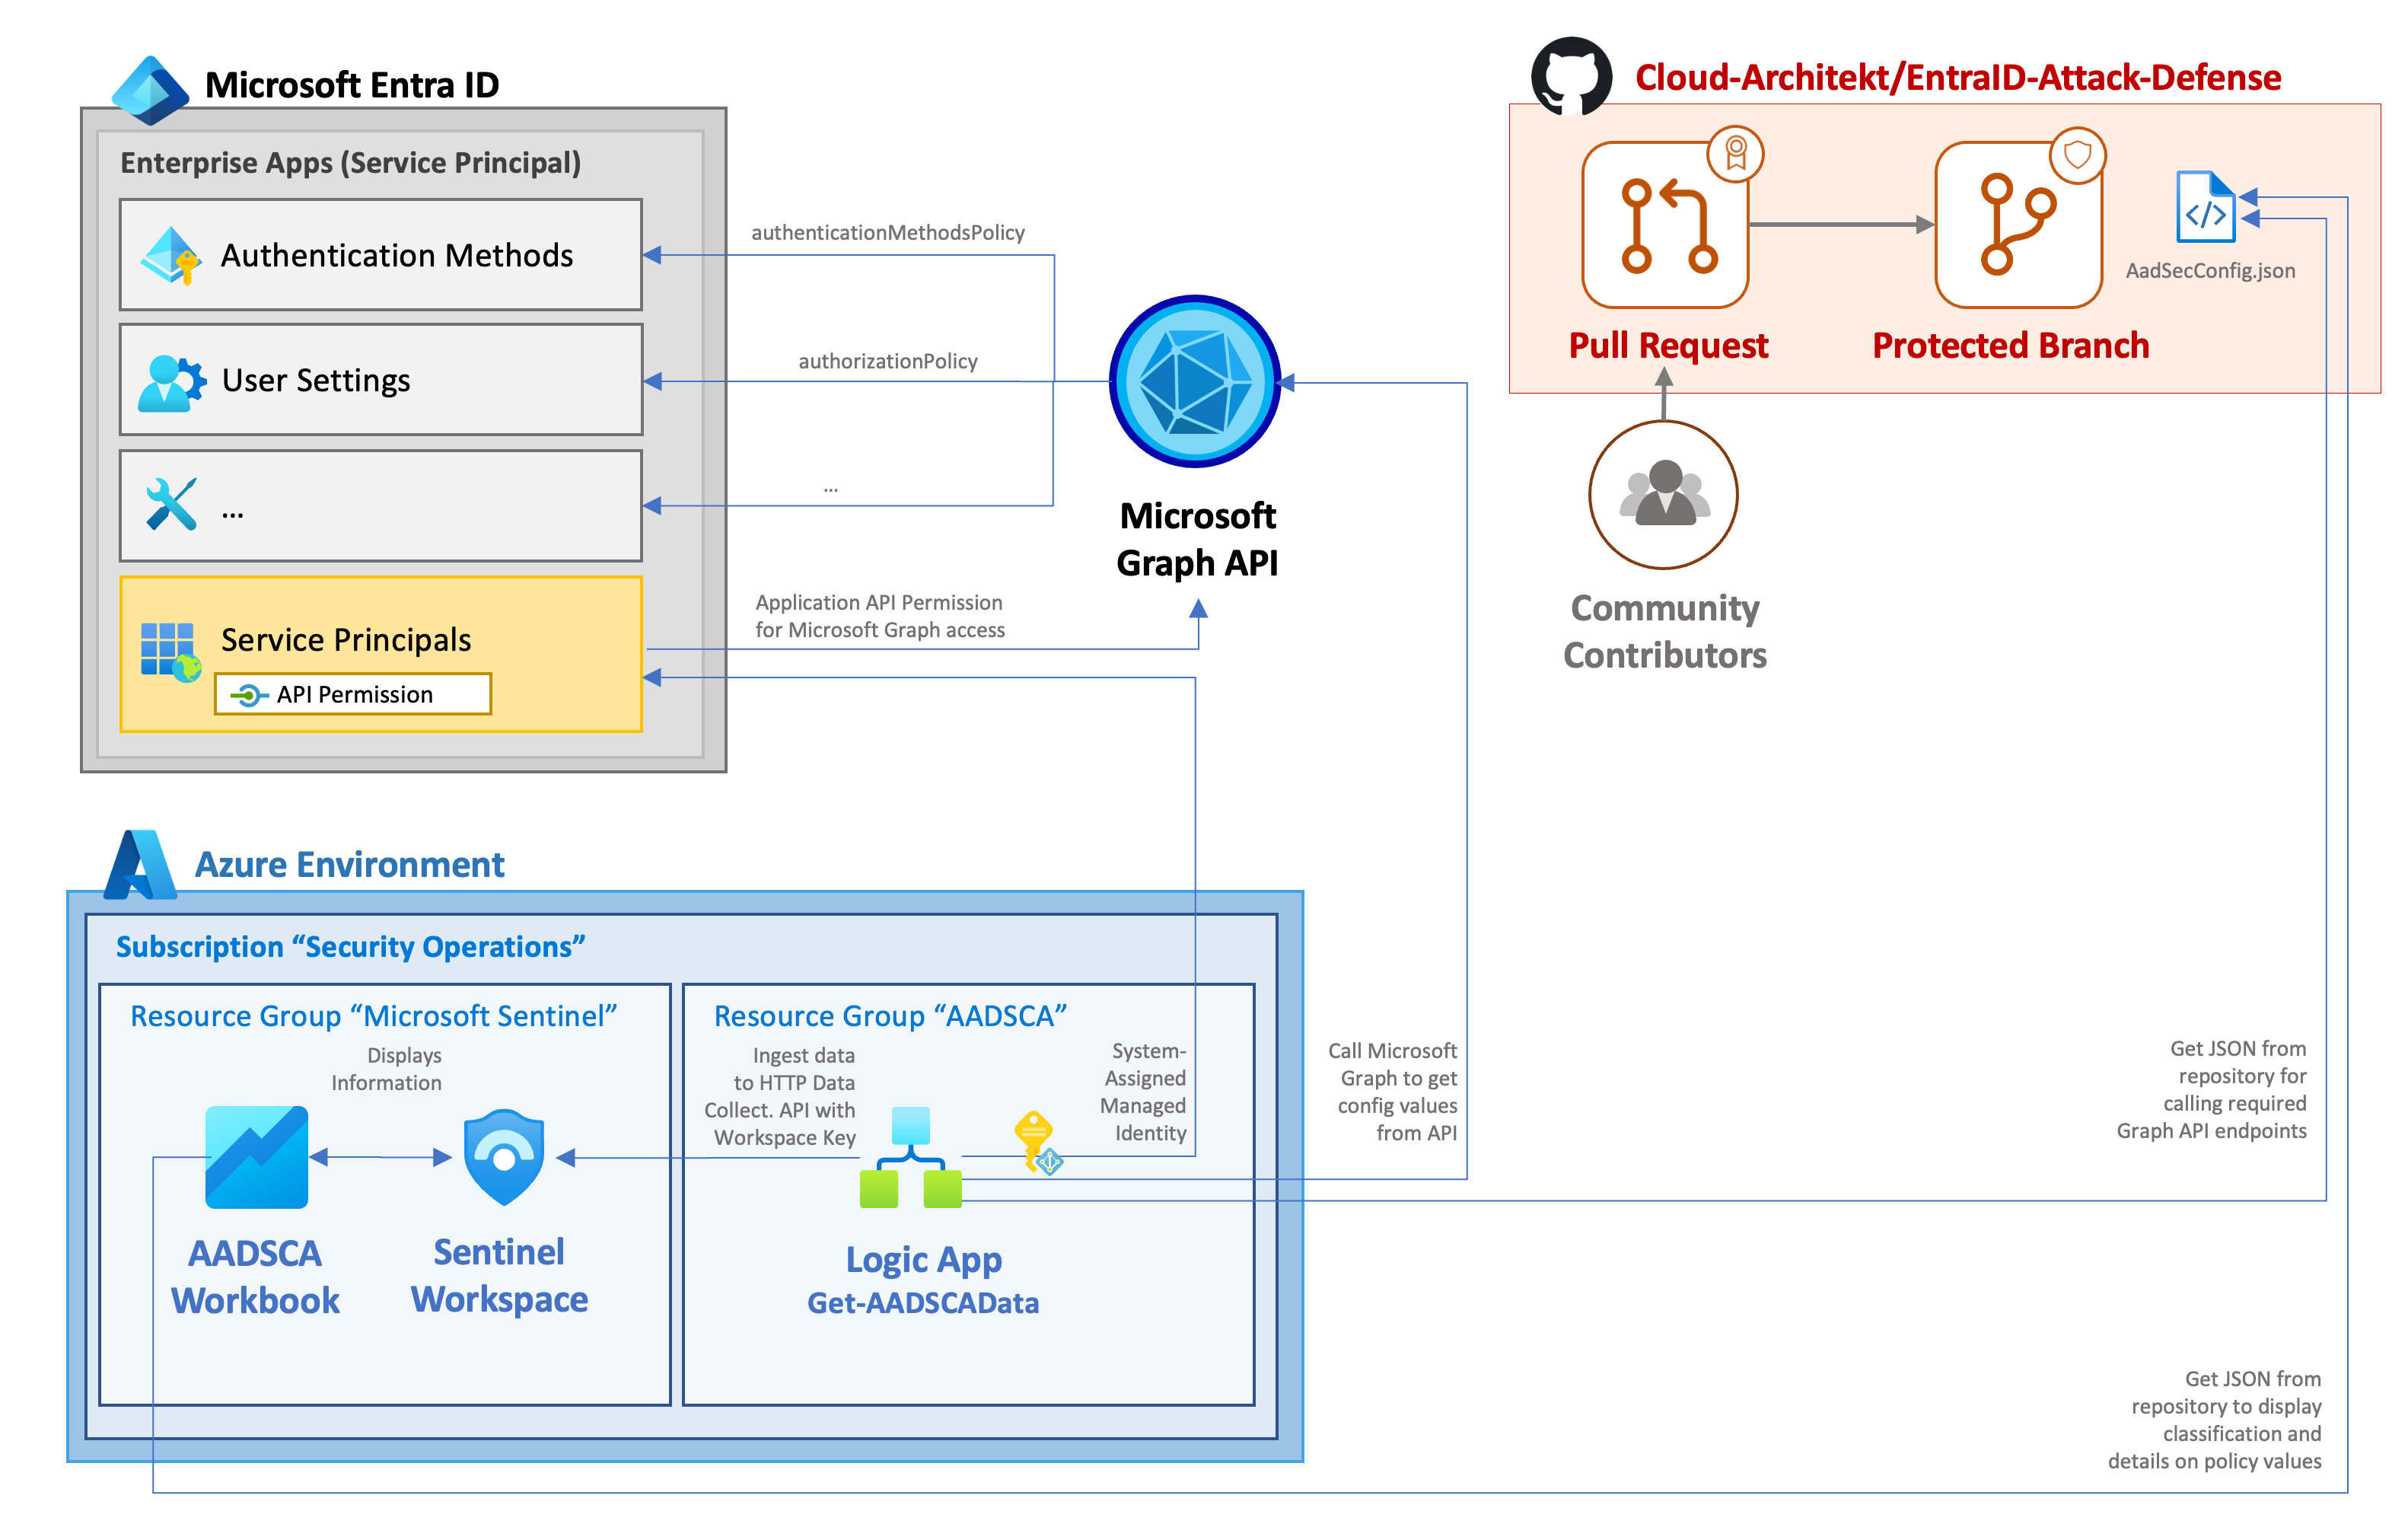 Microsoft Entra ID
Enterprise Apps (Service Principal)
Authentication Methods
User Settings
...
Service Principals
API Permission
authenticationMethodsPolicy
authorizationPolicy
...
Application API Permission
for Microsoft Graph access
Microsoft
Graph API
Cloud-Architekt/EntraID-Attack-Defense
Pull Request
Protected Branch
AadSecConfig.json
Community
Contributors
Azure Environment
Subscription “Security Operations”
Resource Group “Microsoft Sentinel”
Displays
Information
AADSCA
Workbook
Sentinel
Workspace
Resource Group “AADSCA”
Ingest data
to HTTP Data
Collect. API with
Workspace Key
System-
Assigned
Managed
Identity
Logic App
Get-AADSCAData
Call Microsoft
Graph to get
config values
from API
Get JSON from
repository for
calling required
Graph API endpoints
Get JSON from
repository to display
classification and
details on policy values